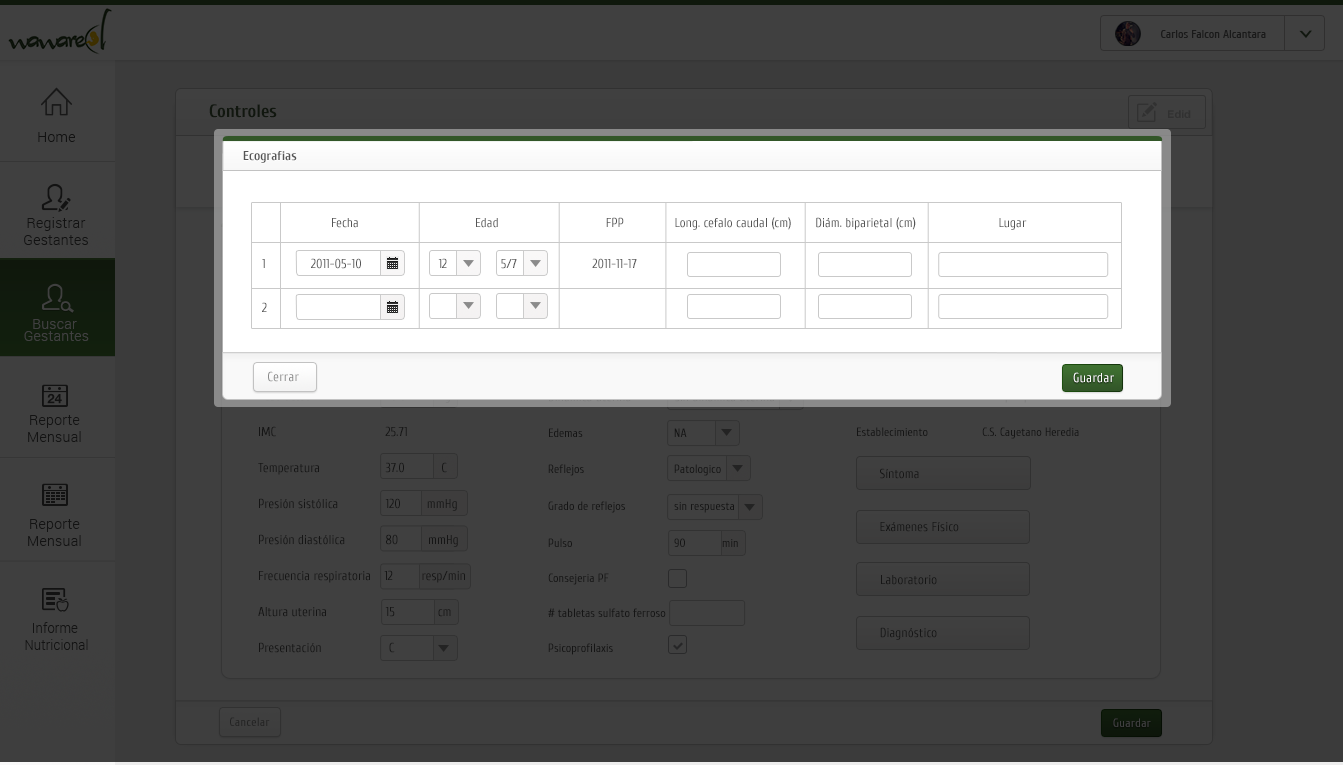 wawared
Carlos Falcon Alcantara
Home
Registrar
Gestantes
Buscar
Gestantes
24
Reporte
Mensual
Reporte
Mensual
Informe
Nutricional
Controles
Edid
Ecografias
Fecha Edad FPP Long. cefalo caudal (cm) Diám. biparietal (cm) Lugar
1 2011-05-10 12 5/7 2011-11-17
2
Cerrar Guardar
IMC 25.71 Edemas NA Establecimiento C.S. Cayetano Heredia
Temperatura 37.0 C Reflejos Patologico Síntoma
Presión sistólica 120 mmHg Grado de reflejos sin respuesta Exámenes Físico
Presión diastólica 80 mmHg Pulso 90 min
Frecuencia respiratoria 12 resp/min Consejeria PF Laboratorio
Altura uterina 15 cm # tabletas sulfato ferroso
Presentación C Psicoprofilaxis Diagnóstico
Cancelar Guardar